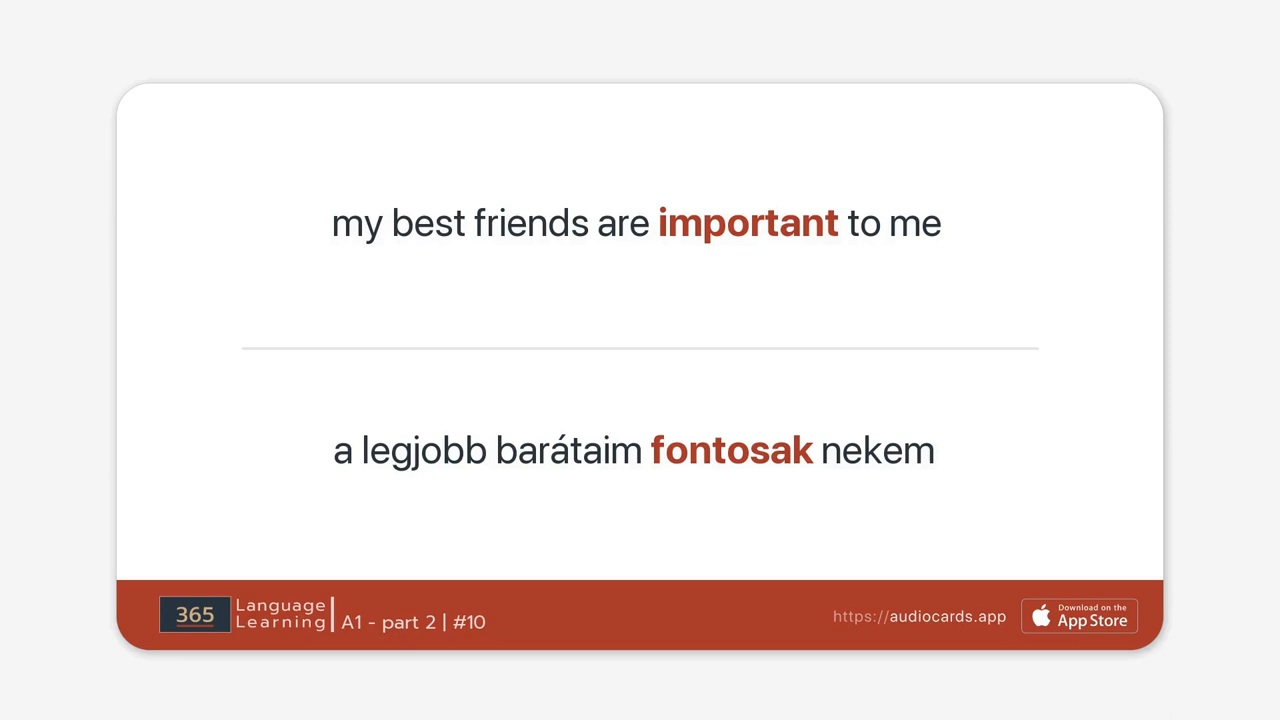 my best friends are important to me
a legjobb barátaim fontosak nekem
365
Language
Learning
A1 - part 2 | #10
https://audiocards.app
Download on the
App Store